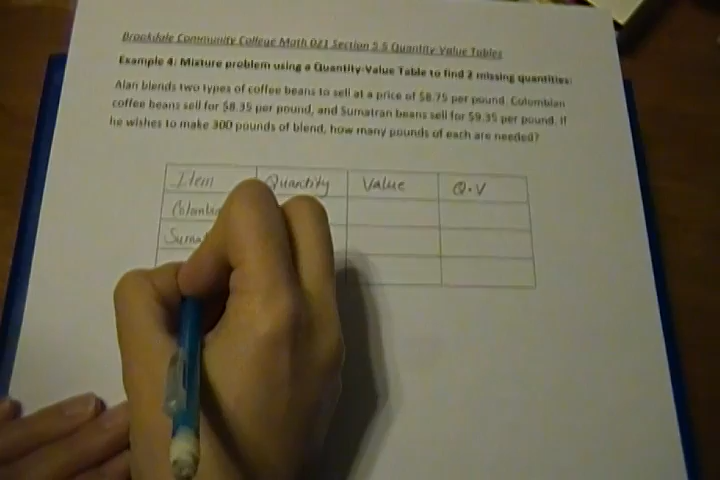 Brookdale Community College Math 021 Section 5.5 Quantity-Value Tables
Example 4: Mixture problem using a Quantity-Value Table to find 2 missing quantities:
Alan blends two types of coffee beans to sell at a price of $8.75 per pound. Columbian
coffee beans sell for $8.35 per pound, and Sumatran beans sell for $9.35 per pound. If
he wishes to make 300 pounds of blend, how many pounds of each are needed?
Item Quantity Value Q·V